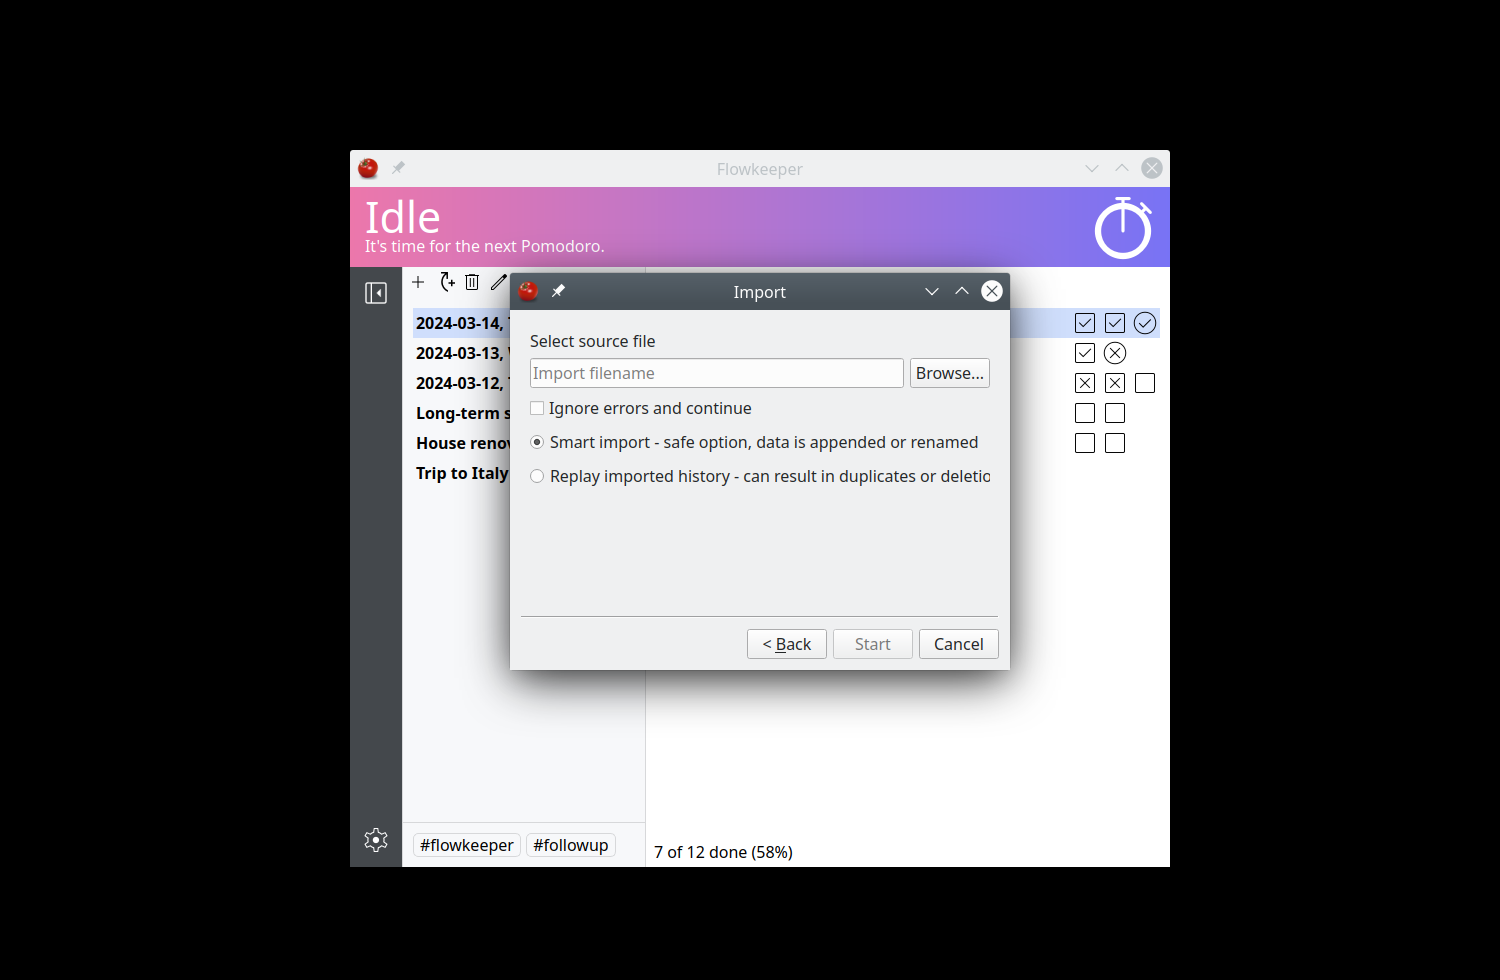 Flowkeeper
Idle
It's time for the next Pomodoro.
Import
2024-03-14,
2024-03-13,
2024-03-12,
Long-term
House
Trip to Italy
Select source file
Import filename
Browse...
Ignore errors and continue
Smart import - safe option, data is appended or renamed
Replay imported history - can result in duplicates or
< Back
Start
Cancel
#flowkeeper
#followup
7 of 12 done (58%)